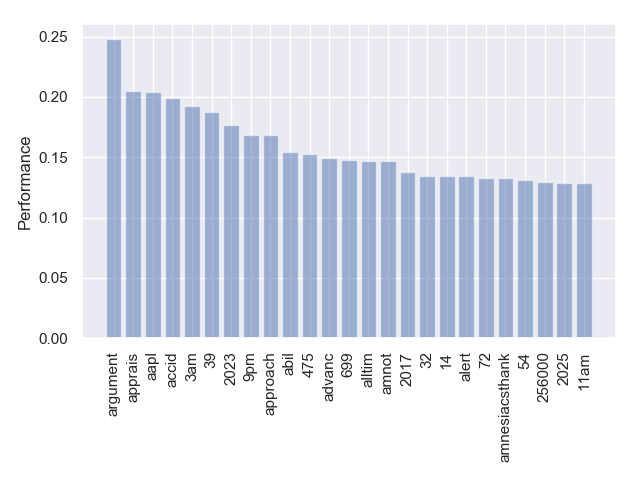 0.25
0.20
0.15
0.10
0.05
0.00
Performance
argument
apprais
aapl
accid
3am
39
2023
9pm
approach
abil
475
advanc
699
alltim
amnot
2017
32
14
alert
72
amnesiacsthank
54
256000
2025
11am